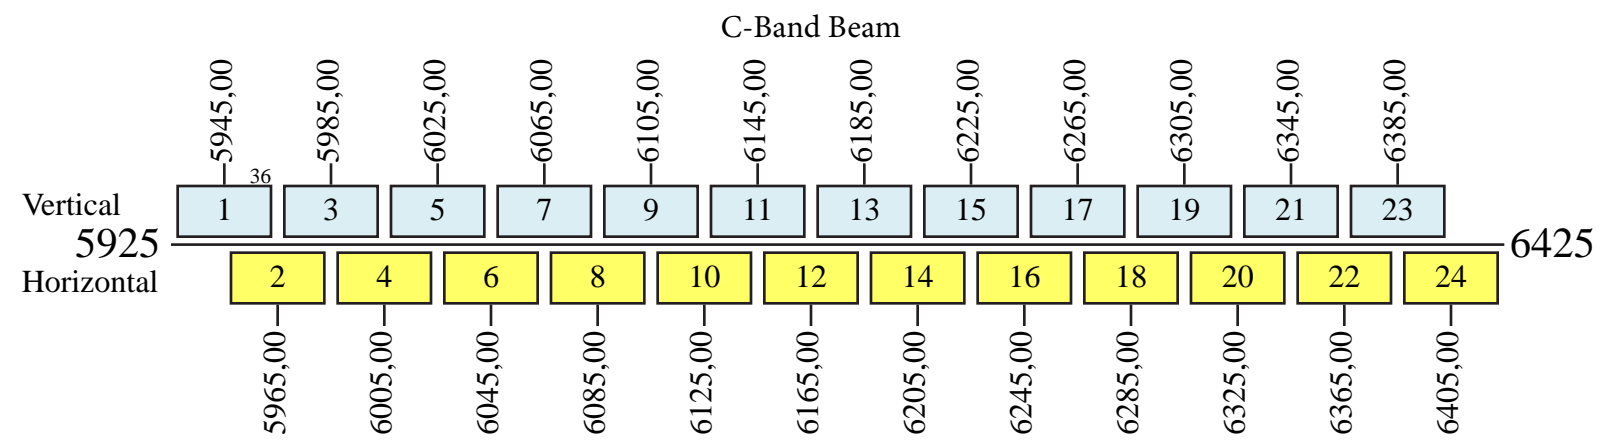 C-Band Beam
5945,00 5985,00 6025,00 6065,00 6105,00 6145,00 6185,00 6225,00 6265,00 6305,00 6345,00 6385,00
36
Vertical 1 3 5 7 9 11 13 15 17 19 21 23
5925 6425
Horizontal 2 4 6 8 10 12 14 16 18 20 22 24
5965,00 6005,00 6045,00 6085,00 6125,00 6165,00 6205,00 6245,00 6285,00 6325,00 6365,00 6405,00